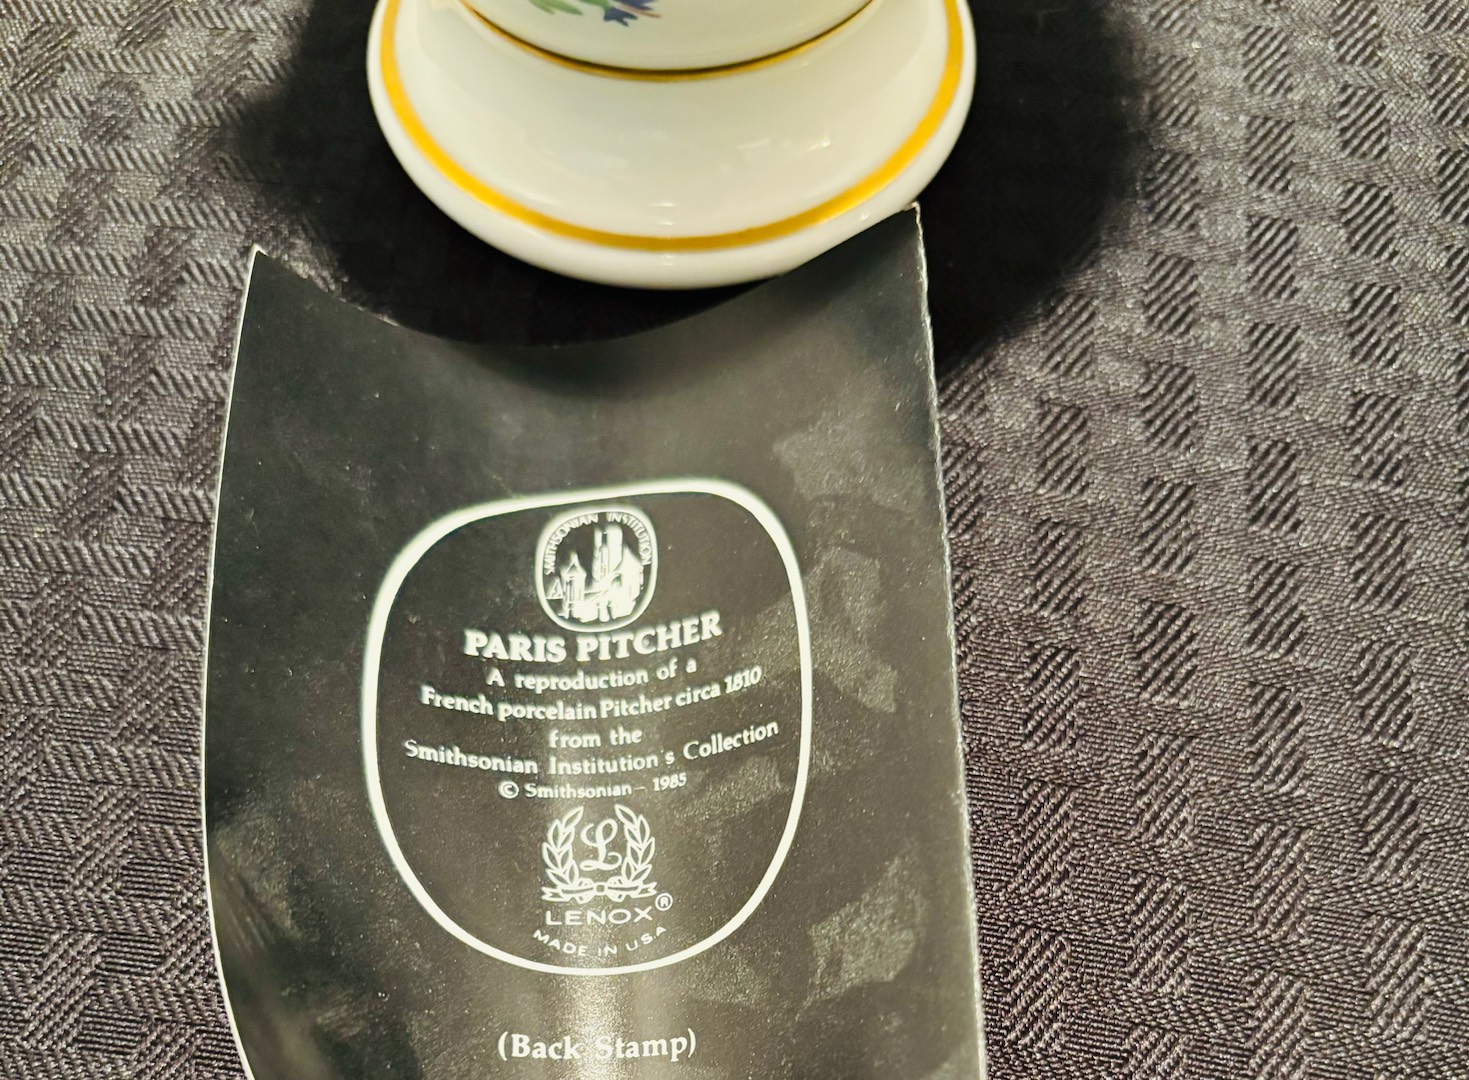 SMITHSONIAN INSTITUTION
PARIS PITCHER
A reproduction of a
French porcelain Pitcher circa 1810
from the
Smithsonian Institution's Collection
© Smithsonian – 1985
L
LENOX®
MADE IN USA
(Back Stamp)